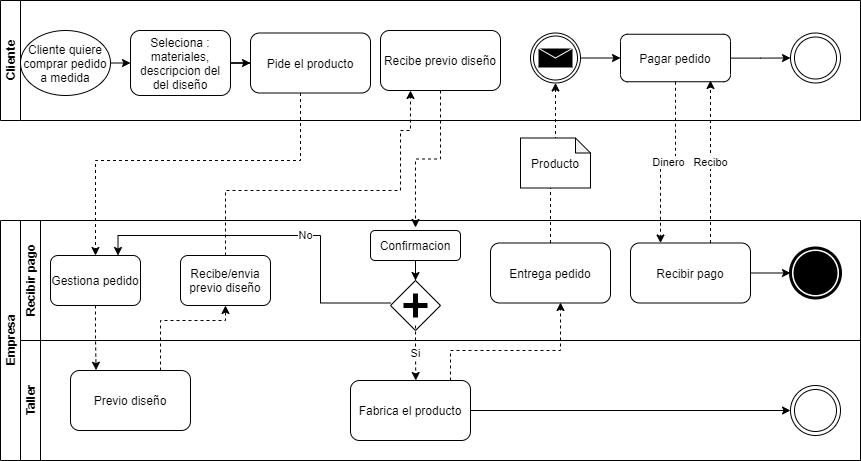 Cliente
Cliente quiere
comprar pedido
a medida
Seleciona :
materiales,
descripcion del
del diseño
Pide el producto
Recibe previo diseño
Pagar pedido
Producto
Dinero
Recibo
Empresa
Recibir pago
Gestiona pedido
Recibe/envia
previo diseño
No
Confirmacion
Si
Entrega pedido
Recibir pago
Taller
Previo diseño
Fabrica el producto